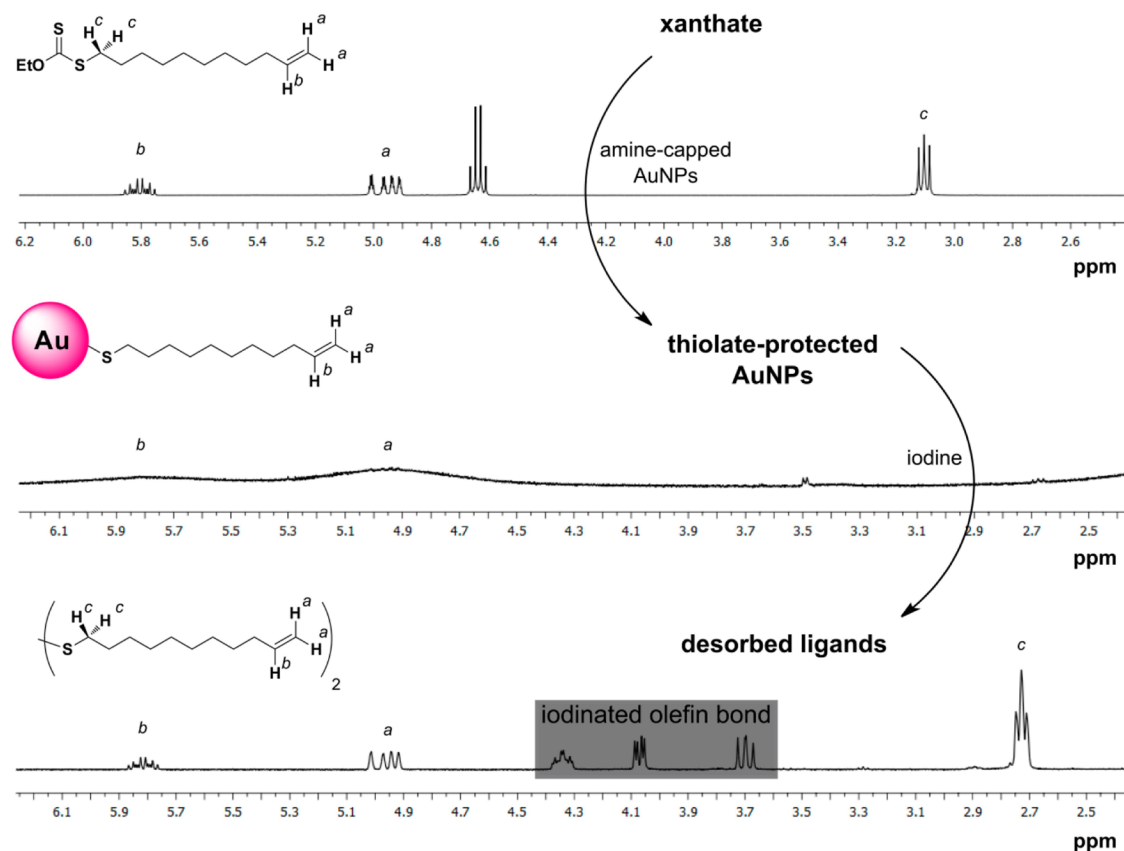 c c
H H
a
H
S
xanthate
EtO S
H a
H
b
c
b
a
amine-capped
AuNPs
6.2 6.0 5.8 5.6 5.4 5.2 5.0 4.8 4.6 4.4 4.2 4.0 3.8 3.6 3.4 3.2 3.0 2.8 2.6
ppm
a
H
a
Au
S
H
H
b
thiolate-protected
AuNPs
b
a
iodine
6.1 5.9 5.7 5.5 5.3 5.1 4.9 4.7 4.5 4.3 4.1 3.9 3.7 3.5 3.3 3.1 2.9 2.7 2.5
ppm
c c
H H
a
H
a
S
H
H
b
2
desorbed ligands
c
b
a
iodinated olefin bond
6.1 5.9 5.7 5.5 5.3 5.1 4.9 4.7 4.5 4.3 4.1 3.9 3.7 3.5 3.3 3.1 2.9 2.7 2.5
ppm